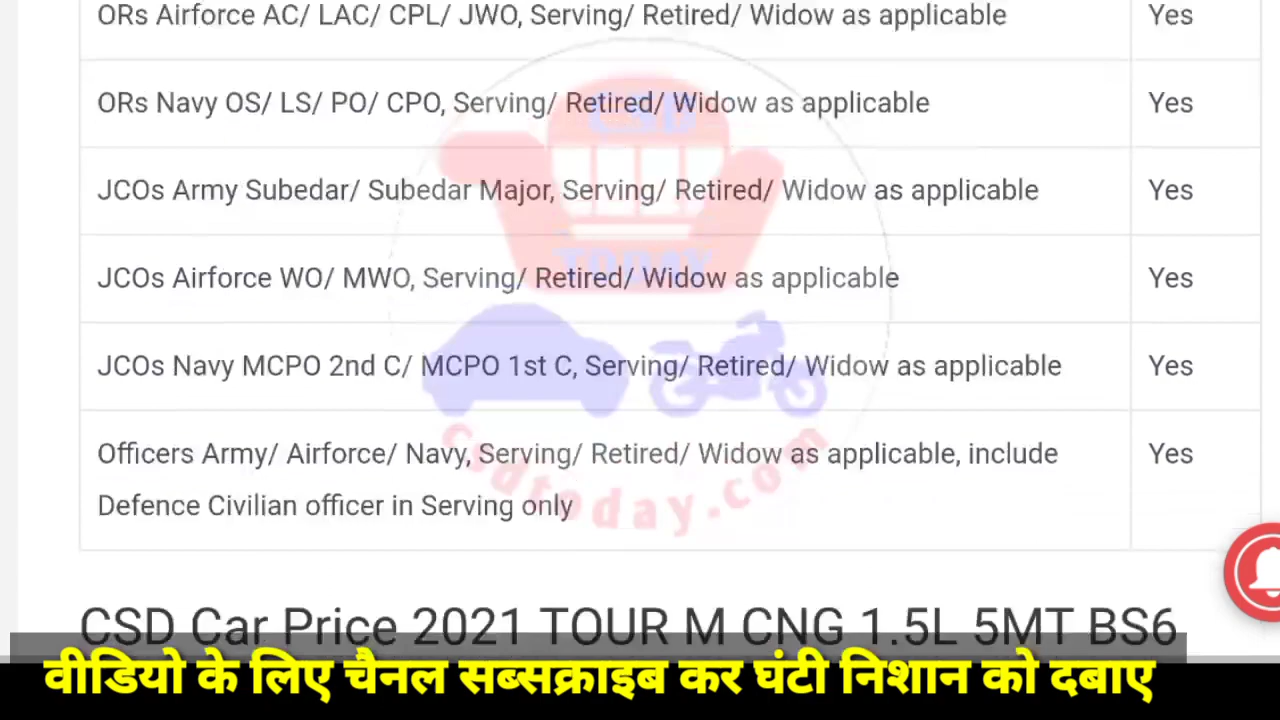 ORs Airforce AC/ LAC/ CPL/ JWO, Serving/ Retired/ Widow as applicable Yes
ORs Navy OS/ LS/ PO/ CPO, Serving/ Retired/ Widow as applicable Yes
JCOs Army Subedar/ Subedar Major, Serving/ Retired/ Widow as applicable Yes
JCOs Airforce WO/ MWO, Serving/ Retired/ Widow as applicable Yes
JCOs Navy MCPO 2nd C/ MCPO 1st C, Serving/ Retired/ Widow as applicable Yes
Officers Army/ Airforce/ Navy, Serving/ Retired/ Widow as applicable, include Yes
Defence Civilian officer in Serving only
CSD
TODAY
csdtoday.com
CSD Car Price 2021 TOUR M CNG 1.5L 5MT BS6
वीडियो के लिए चैनल सब्सक्राइब कर घंटी निशान को दबाए